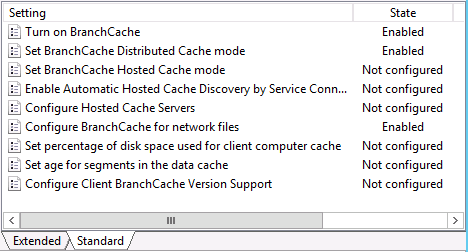 Setting State
Turn on BranchCache Enabled
Set BranchCache Distributed Cache mode Enabled
Set BranchCache Hosted Cache mode Not configured
Enable Automatic Hosted Cache Discovery by Service Conn... Not configured
Configure Hosted Cache Servers Not configured
Configure BranchCache for network files Enabled
Set percentage of disk space used for client computer cache Not configured
Set age for segments in the data cache Not configured
Configure Client BranchCache Version Support Not configured
Extended Standard